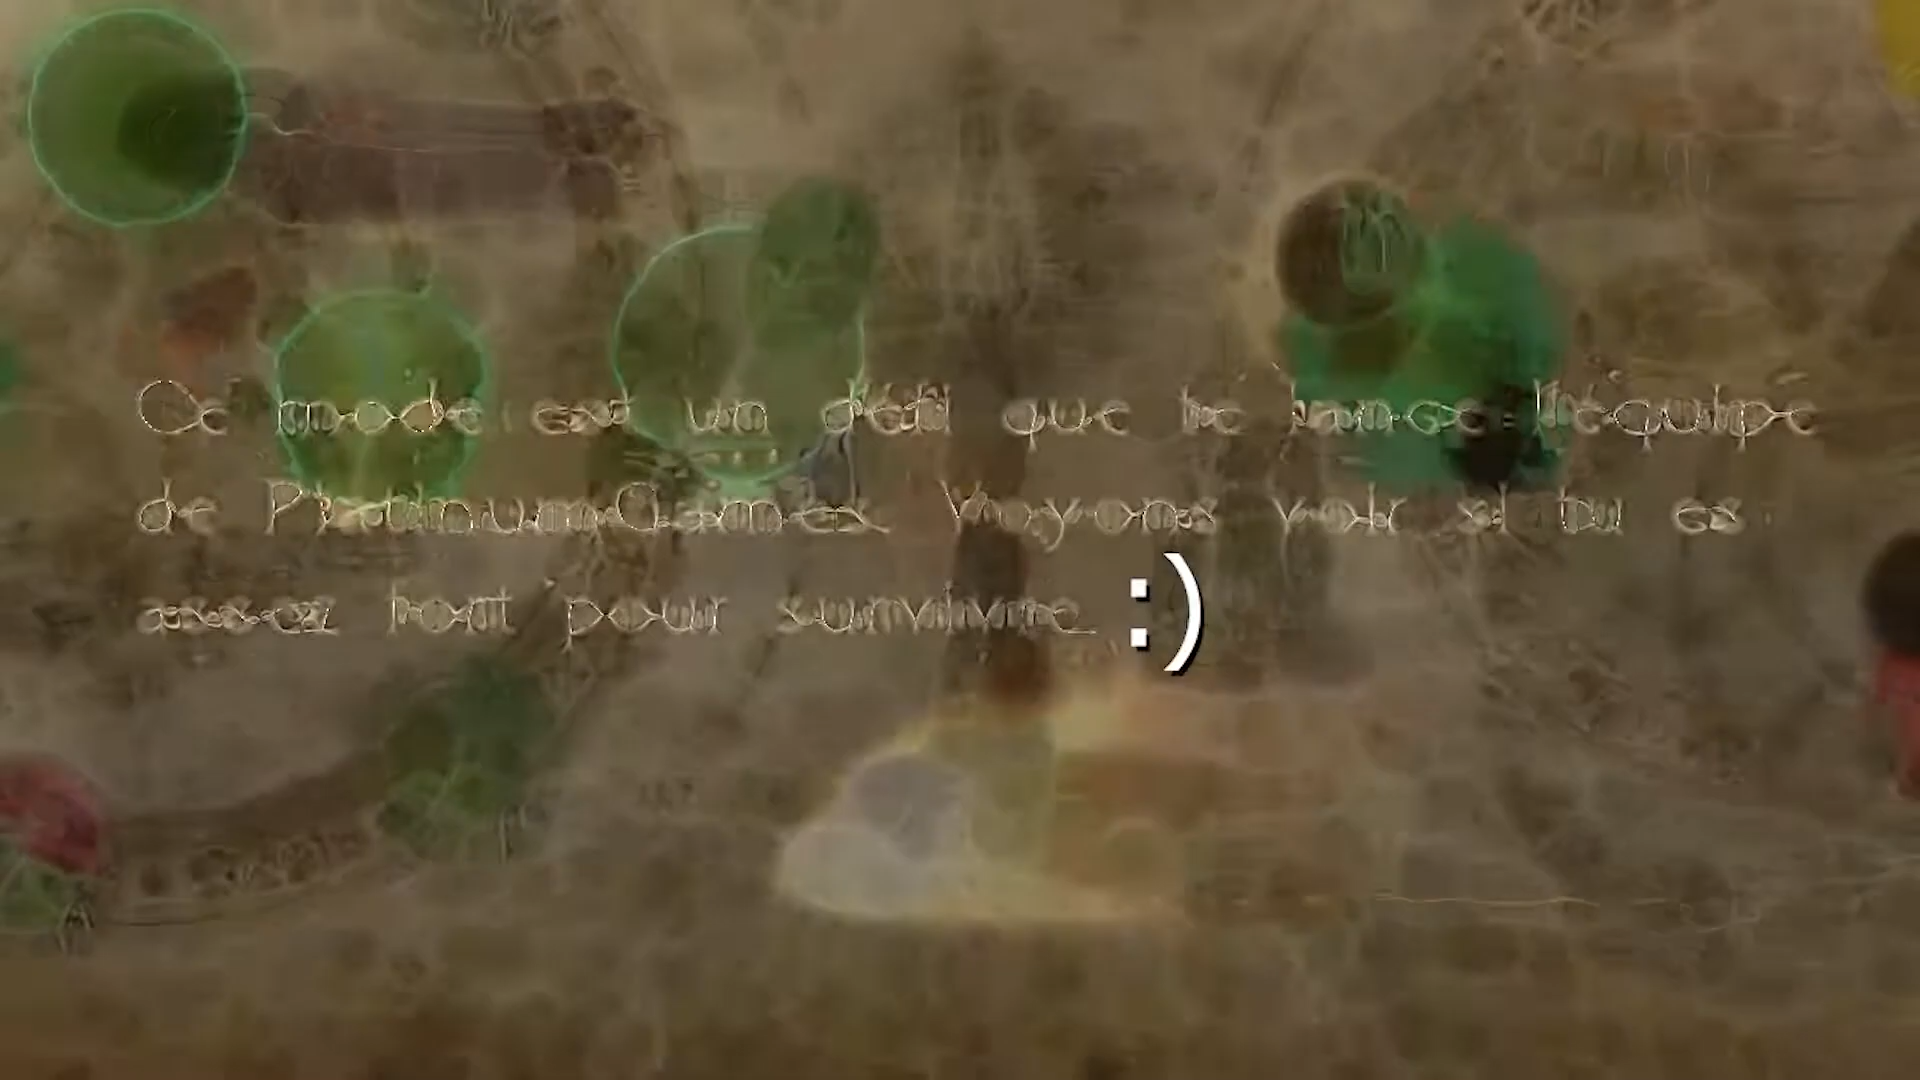 Ce mode est un défi que te lance l'équipe
de PlatinumGames. Voyons voir si tu es
assez fort pour survivre :)